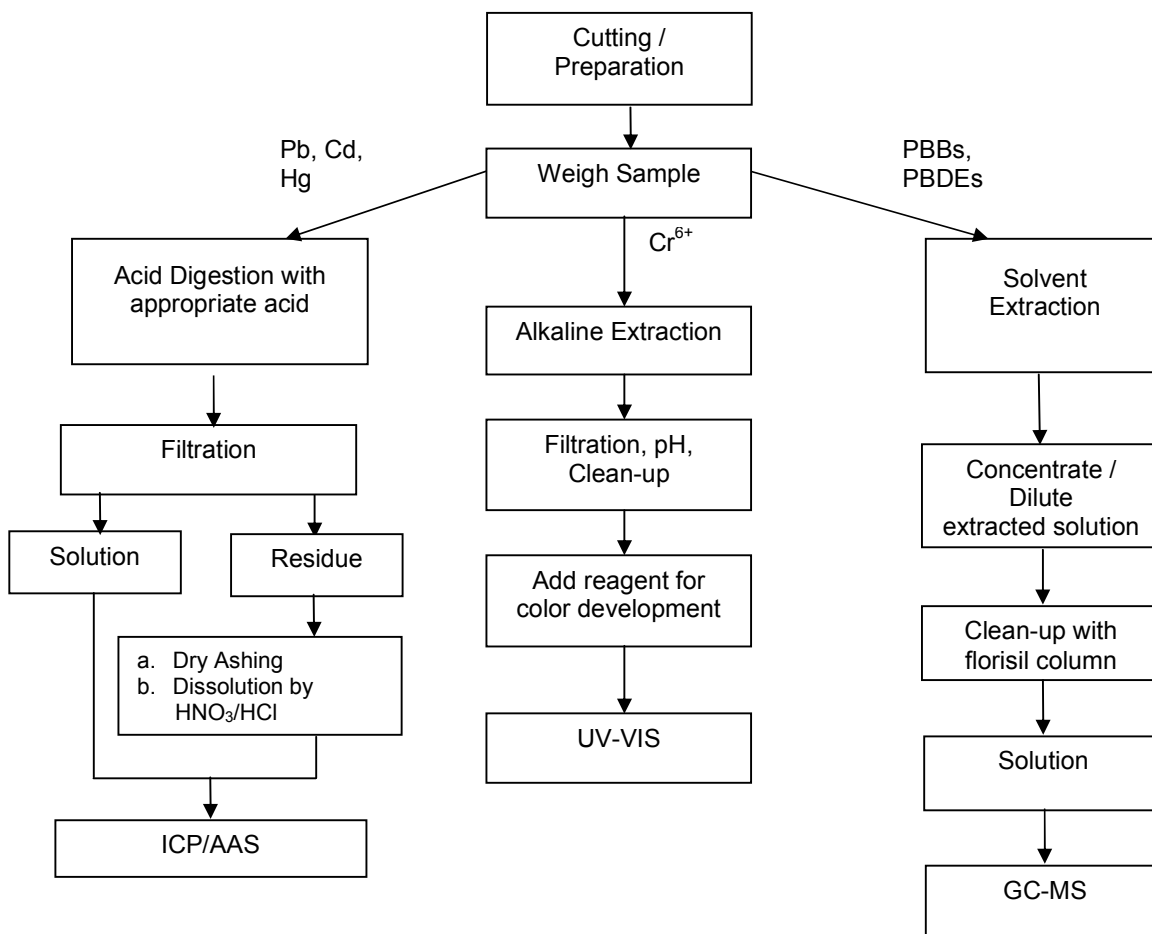 Cutting /
Preparation
Weigh Sample
Pb, Cd,
Hg
Acid Digestion with
appropriate acid
Filtration
Solution
Residue
a. Dry Ashing
b. Dissolution by
HNO₃/HCl
ICP/AAS
Cr⁶⁺
Alkaline Extraction
Filtration, pH,
Clean-up
Add reagent for
color development
UV-VIS
PBBs,
PBDEs
Solvent
Extraction
Concentrate /
Dilute
extracted solution
Clean-up with
florisil column
Solution
GC-MS